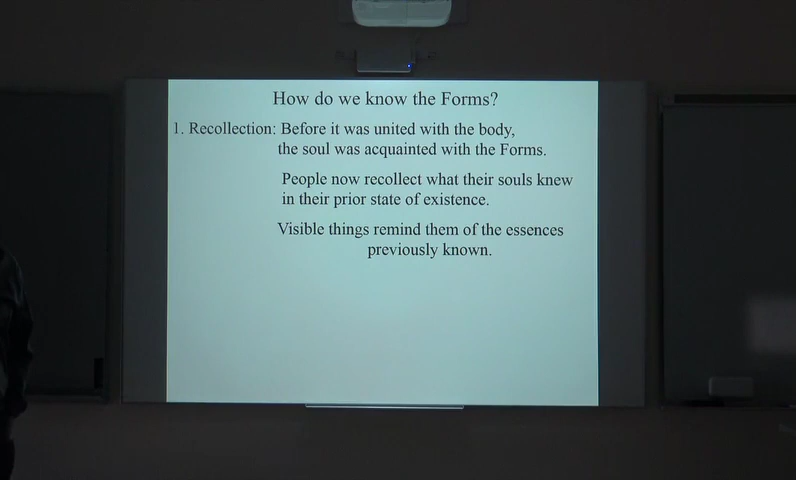 How do we know the Forms?
1. Recollection: Before it was united with the body,
the soul was acquainted with the Forms.
People now recollect what their souls knew
in their prior state of existence.
Visible things remind them of the essences
previously known.